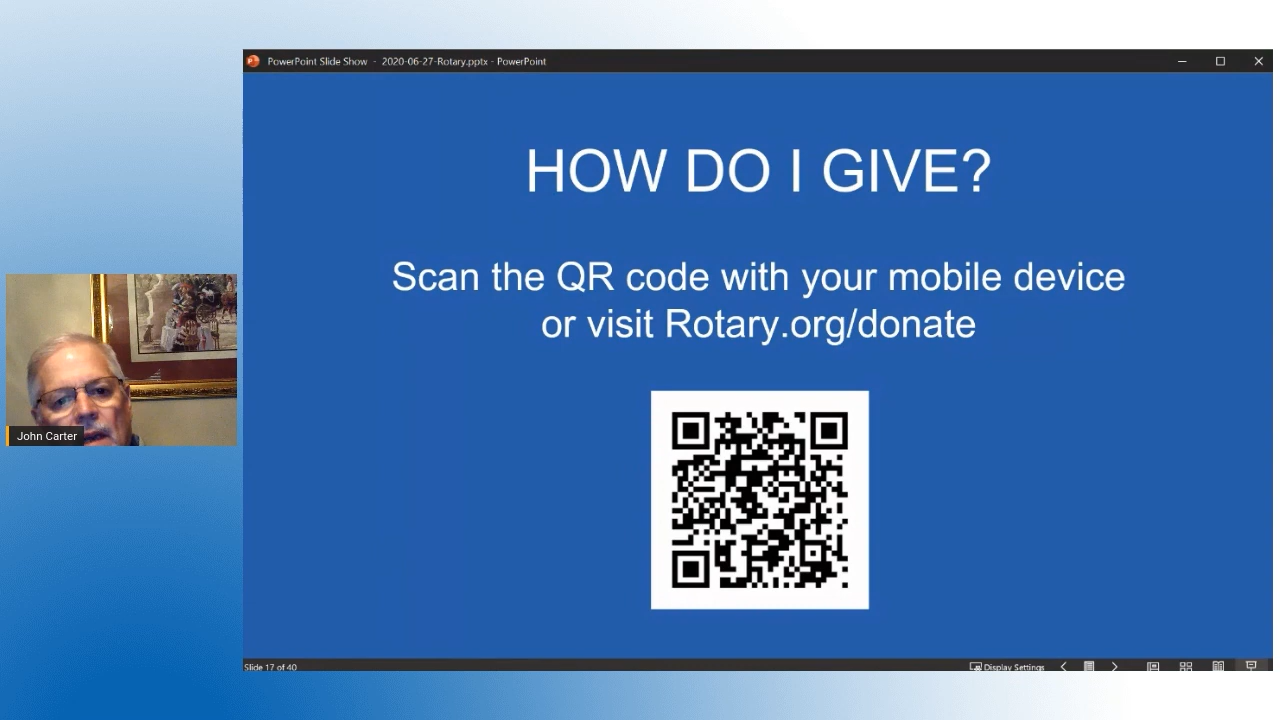 PowerPoint Slide Show - 2020-06-27-Rotary.pptx - PowerPoint
HOW DO I GIVE?
Scan the QR code with your mobile device
or visit Rotary.org/donate
John Carter
Slide 17 of 40
Display Settings